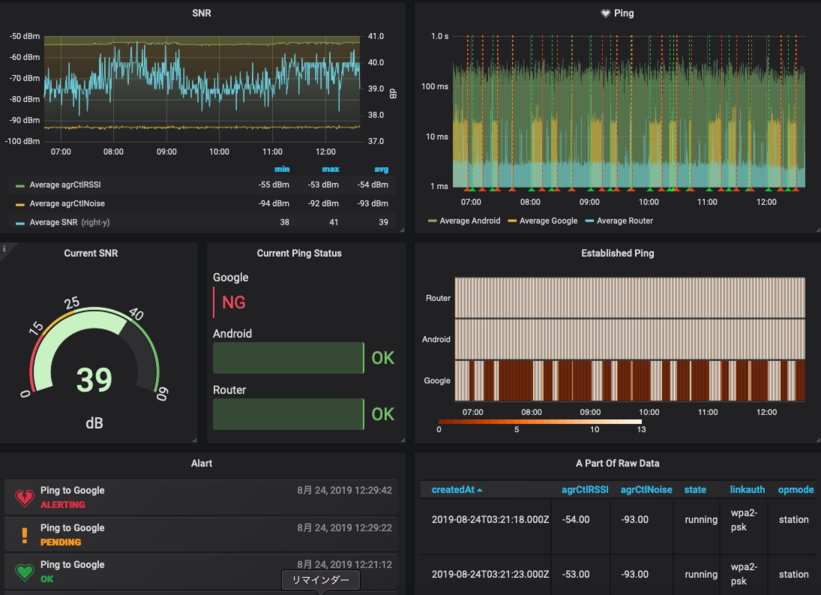 SNR
-50 dBm
-60 dBm
-70 dBm
-80 dBm
-90 dBm
-100 dBm
41.0
40.0
39.0
38.0
37.0
dB
07:00 08:00 09:00 10:00 11:00 12:00
min max avg
Average agrCtlRSSI -55 dBm -53 dBm -54 dBm
Average agrCtlNoise -94 dBm -92 dBm -93 dBm
Average SNR (right-y) 38 41 39
Ping
1.0 s
100 ms
10 ms
1 ms
07:00 08:00 09:00 10:00 11:00 12:00
Average Android Average Google Average Router
i
Current SNR
0
15
25
40
60
39
dB
Current Ping Status
Google
NG
Android
OK
Router
OK
Established Ping
Router
Android
Google
07:00 08:00 09:00 10:00 11:00 12:00
0 5 10 13
Alart
Ping to Google 8月 24, 2019 12:29:42
ALERTING
Ping to Google 8月 24, 2019 12:29:22
PENDING
Ping to Google 8月 24, 2019 12:21:12
OK
リマインダー
A Part Of Raw Data
createdAt agrCtlRSSI agrCtlNoise state linkauth opmode
2019-08-24T03:21:18.000Z -54.00 -93.00 running wpa2-psk station
2019-08-24T03:21:23.000Z -53.00 -93.00 running wpa2-psk station